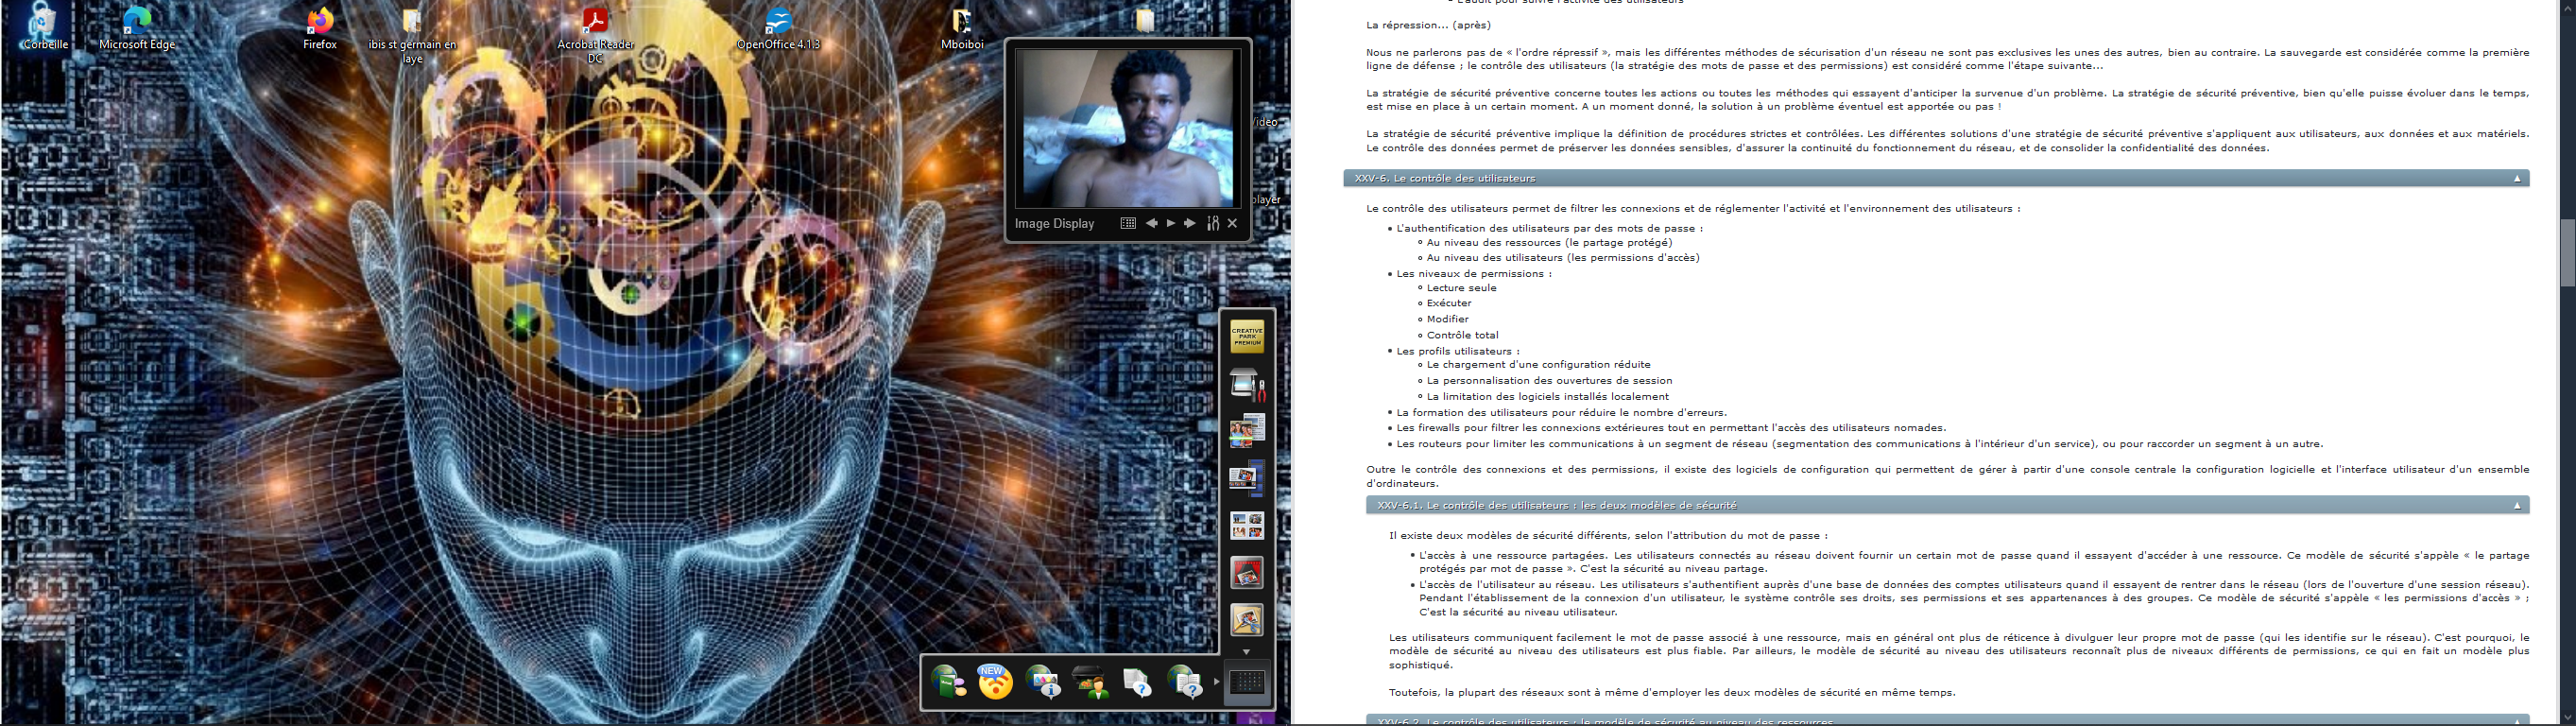 Corbeille
Microsoft Edge
Firefox
ibis st germain en
laye
Acrobat Reader
DC
OpenOffice 4.1.3
Mboiboi
Vidéo
player
Image Display
CREATIVE
PARK
PREMIUM
NEW
L'audit pour suivre l'activité des utilisateurs
La répression... (après)
Nous ne parlerons pas de « l'ordre répressif », mais les différentes méthodes de sécurisation d'un réseau ne sont pas exclusives les unes des autres, bien au contraire. La sauvegarde est considérée comme la première
ligne de défense ; le contrôle des utilisateurs (la stratégie des mots de passe et des permissions) est considéré comme l'étape suivante...
La stratégie de sécurité préventive concerne toutes les actions ou toutes les méthodes qui essayent d'anticiper la survenue d'un problème. La stratégie de sécurité préventive, bien qu'elle puisse évoluer dans le temps,
est mise en place à un certain moment. A un moment donné, la solution à un problème éventuel est apportée ou pas !
La stratégie de sécurité préventive implique la définition de procédures strictes et contrôlées. Les différentes solutions d'une stratégie de sécurité préventive s'appliquent aux utilisateurs, aux données et aux matériels.
Le contrôle des données permet de préserver les données sensibles, d'assurer la continuité du fonctionnement du réseau, et de consolider la confidentialité des données.
XXV-6. Le contrôle des utilisateurs
Le contrôle des utilisateurs permet de filtrer les connexions et de réglementer l'activité et l'environnement des utilisateurs :
L'authentification des utilisateurs par des mots de passe :
Au niveau des ressources (le partage protégé)
Au niveau des utilisateurs (les permissions d'accès)
Les niveaux de permissions :
Lecture seule
Exécuter
Modifier
Contrôle total
Les profils utilisateurs :
Le chargement d'une configuration réduite
La personnalisation des ouvertures de session
La limitation des logiciels installés localement
La formation des utilisateurs pour réduire le nombre d'erreurs.
Les firewalls pour filtrer les connexions extérieures tout en permettant l'accès des utilisateurs nomades.
Les routeurs pour limiter les communications à un segment de réseau (segmentation des communications à l'intérieur d'un service), ou pour raccorder un segment à un autre.
Outre le contrôle des connexions et des permissions, il existe des logiciels de configuration qui permettent de gérer à partir d'une console centrale la configuration logicielle et l'interface utilisateur d'un ensemble
d'ordinateurs.
XXV-6.1. Le contrôle des utilisateurs : les deux modèles de sécurité
Il existe deux modèles de sécurité différents, selon l'attribution du mot de passe :
L'accès à une ressource partagées. Les utilisateurs connectés au réseau doivent fournir un certain mot de passe quand il essayent d'accéder à une ressource. Ce modèle de sécurité s'appèle « le partage
protégés par mot de passe ». C'est la sécurité au niveau partage.
L'accès de l'utilisateur au réseau. Les utilisateurs s'authentifient auprès d'une base de données des comptes utilisateurs quand il essayent de rentrer dans le réseau (lors de l'ouverture d'une session réseau).
Pendant l'établissement de la connexion d'un utilisateur, le système contrôle ses droits, ses permissions et ses appartenances à des groupes. Ce modèle de sécurité s'appèle « les permissions d'accès » ;
C'est la sécurité au niveau utilisateur.
Les utilisateurs communiquent facilement le mot de passe associé à une ressource, mais en général ont plus de réticence à divulguer leur propre mot de passe (qui les identifie sur le réseau). C'est pourquoi, le
modèle de sécurité au niveau des utilisateurs est plus fiable. Par ailleurs, le modèle de sécurité au niveau des utilisateurs reconnaît plus de niveaux différents de permissions, ce qui en fait un modèle plus
sophistiqué.
Toutefois, la plupart des réseaux sont à même d'employer les deux modèles de sécurité en même temps.
XXV-6.2. Le contrôle des utilisateurs : le modèle de sécurité au niveau des ressources